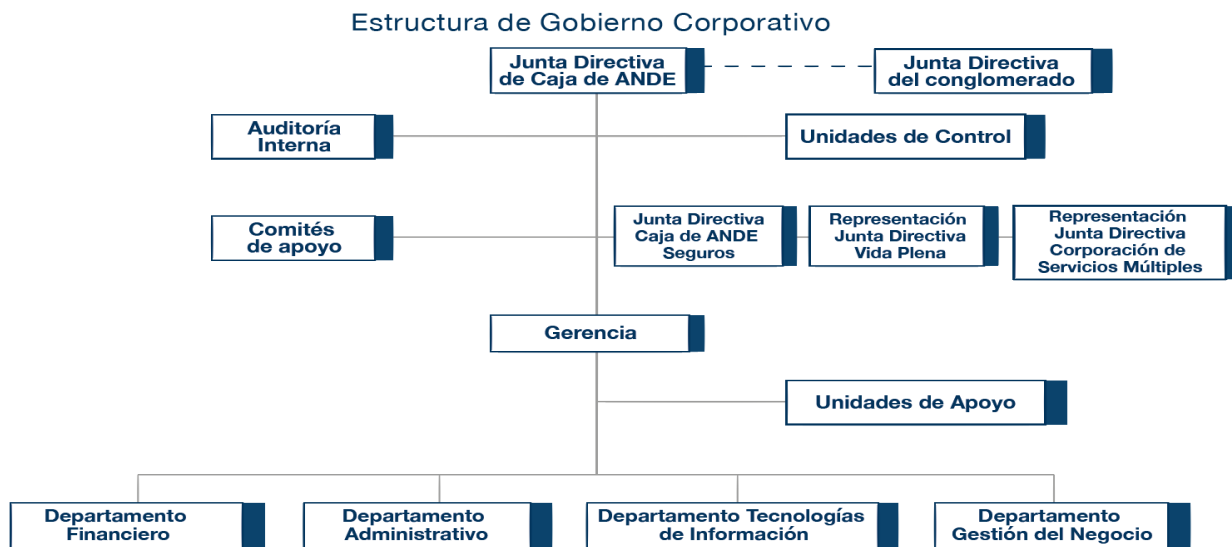 Estructura de Gobierno Corporativo
Junta Directiva
de Caja de ANDE
Junta Directiva
del conglomerado
Auditoría
Interna
Unidades de Control
Comités
de apoyo
Junta Directiva
Caja de ANDE
Seguros
Representación
Junta Directiva
Vida Plena
Representación
Junta Directiva
Corporación de
Servicios Múltiples
Gerencia
Unidades de Apoyo
Departamento
Financiero
Departamento
Administrativo
Departamento Tecnologías
de Información
Departamento
Gestión del Negocio